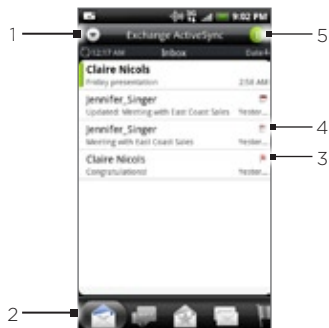 9:02 PM
1
Exchange ActiveSync
5
12:17 AM Inbox Date
Claire Nicols
Friday presentation 2:58 AM
Jennifer_Singer
Updated: Meeting with East Coast Sales Yester...
Jennifer_Singer
4
Meeting with East Coast Sales Yester...
Claire Nicols
3
Congratulations! Yester...
2